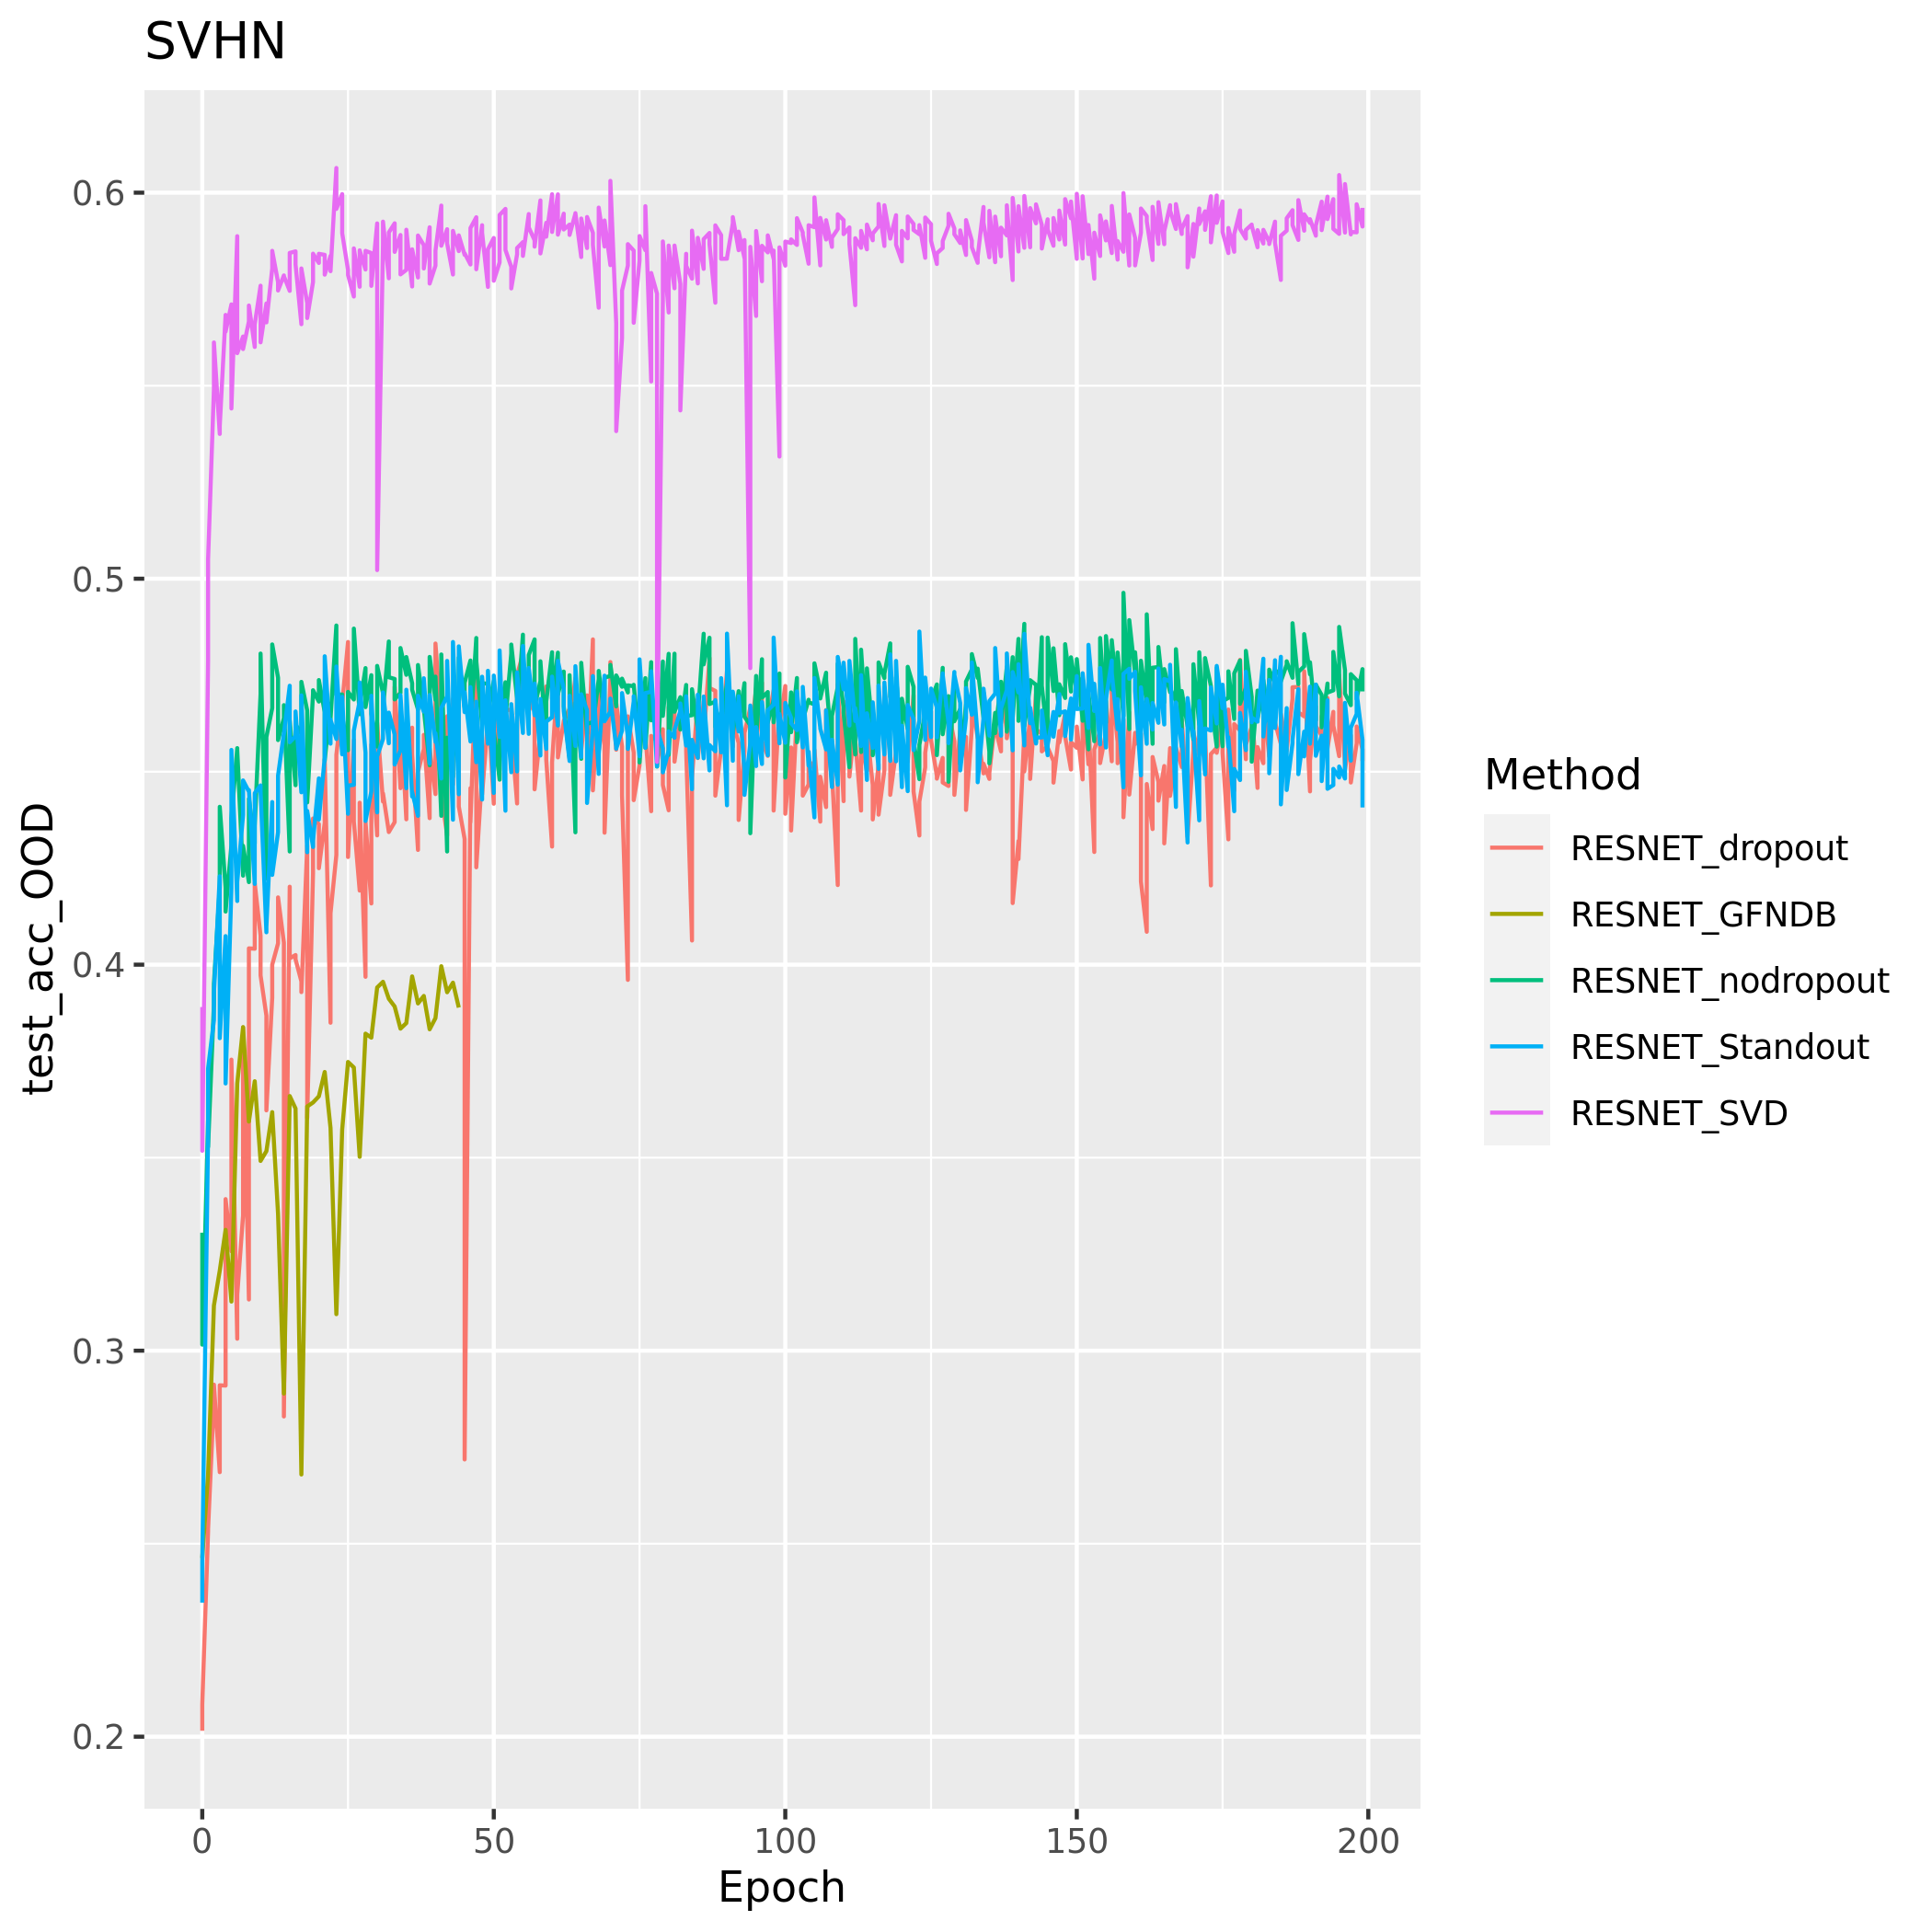 SVHN
test_acc_OOD
0.6
0.5
0.4
0.3
0.2
0 50 100 150 200
Epoch
Method
RESNET_dropout
RESNET_GFNDB
RESNET_nodropout
RESNET_Standout
RESNET_SVD